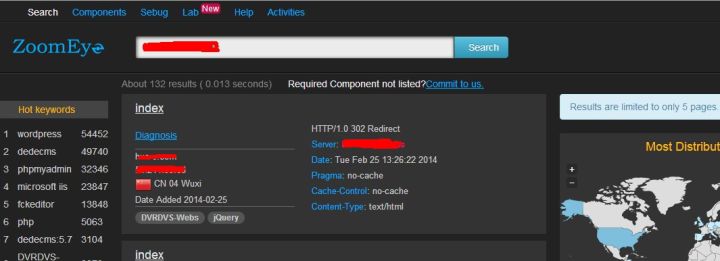 Search Components Sebug Lab New Help Activities
ZoomEye
Search
About 132 results ( 0.013 seconds) Required Component not listed?Commit to us.
Hot keywords
1 wordpress 54452
2 dedecms 49740
3 phpmyadmin 32346
4 microsoft iis 23847
5 fckeditor 13848
6 php 5063
7 dedecms:5.7 3104
DVRDVS-
index
Diagnosis
CN 04 Wuxi
Date Added 2014-02-25
DVRDVS-Webs jQuery
HTTP/1.0 302 Redirect
Server:
Date: Tue Feb 25 13:26:22 2014
Pragma: no-cache
Cache-Control: no-cache
Content-Type: text/html
index
Results are limited to only 5 pages.
Most Distribut
+
-